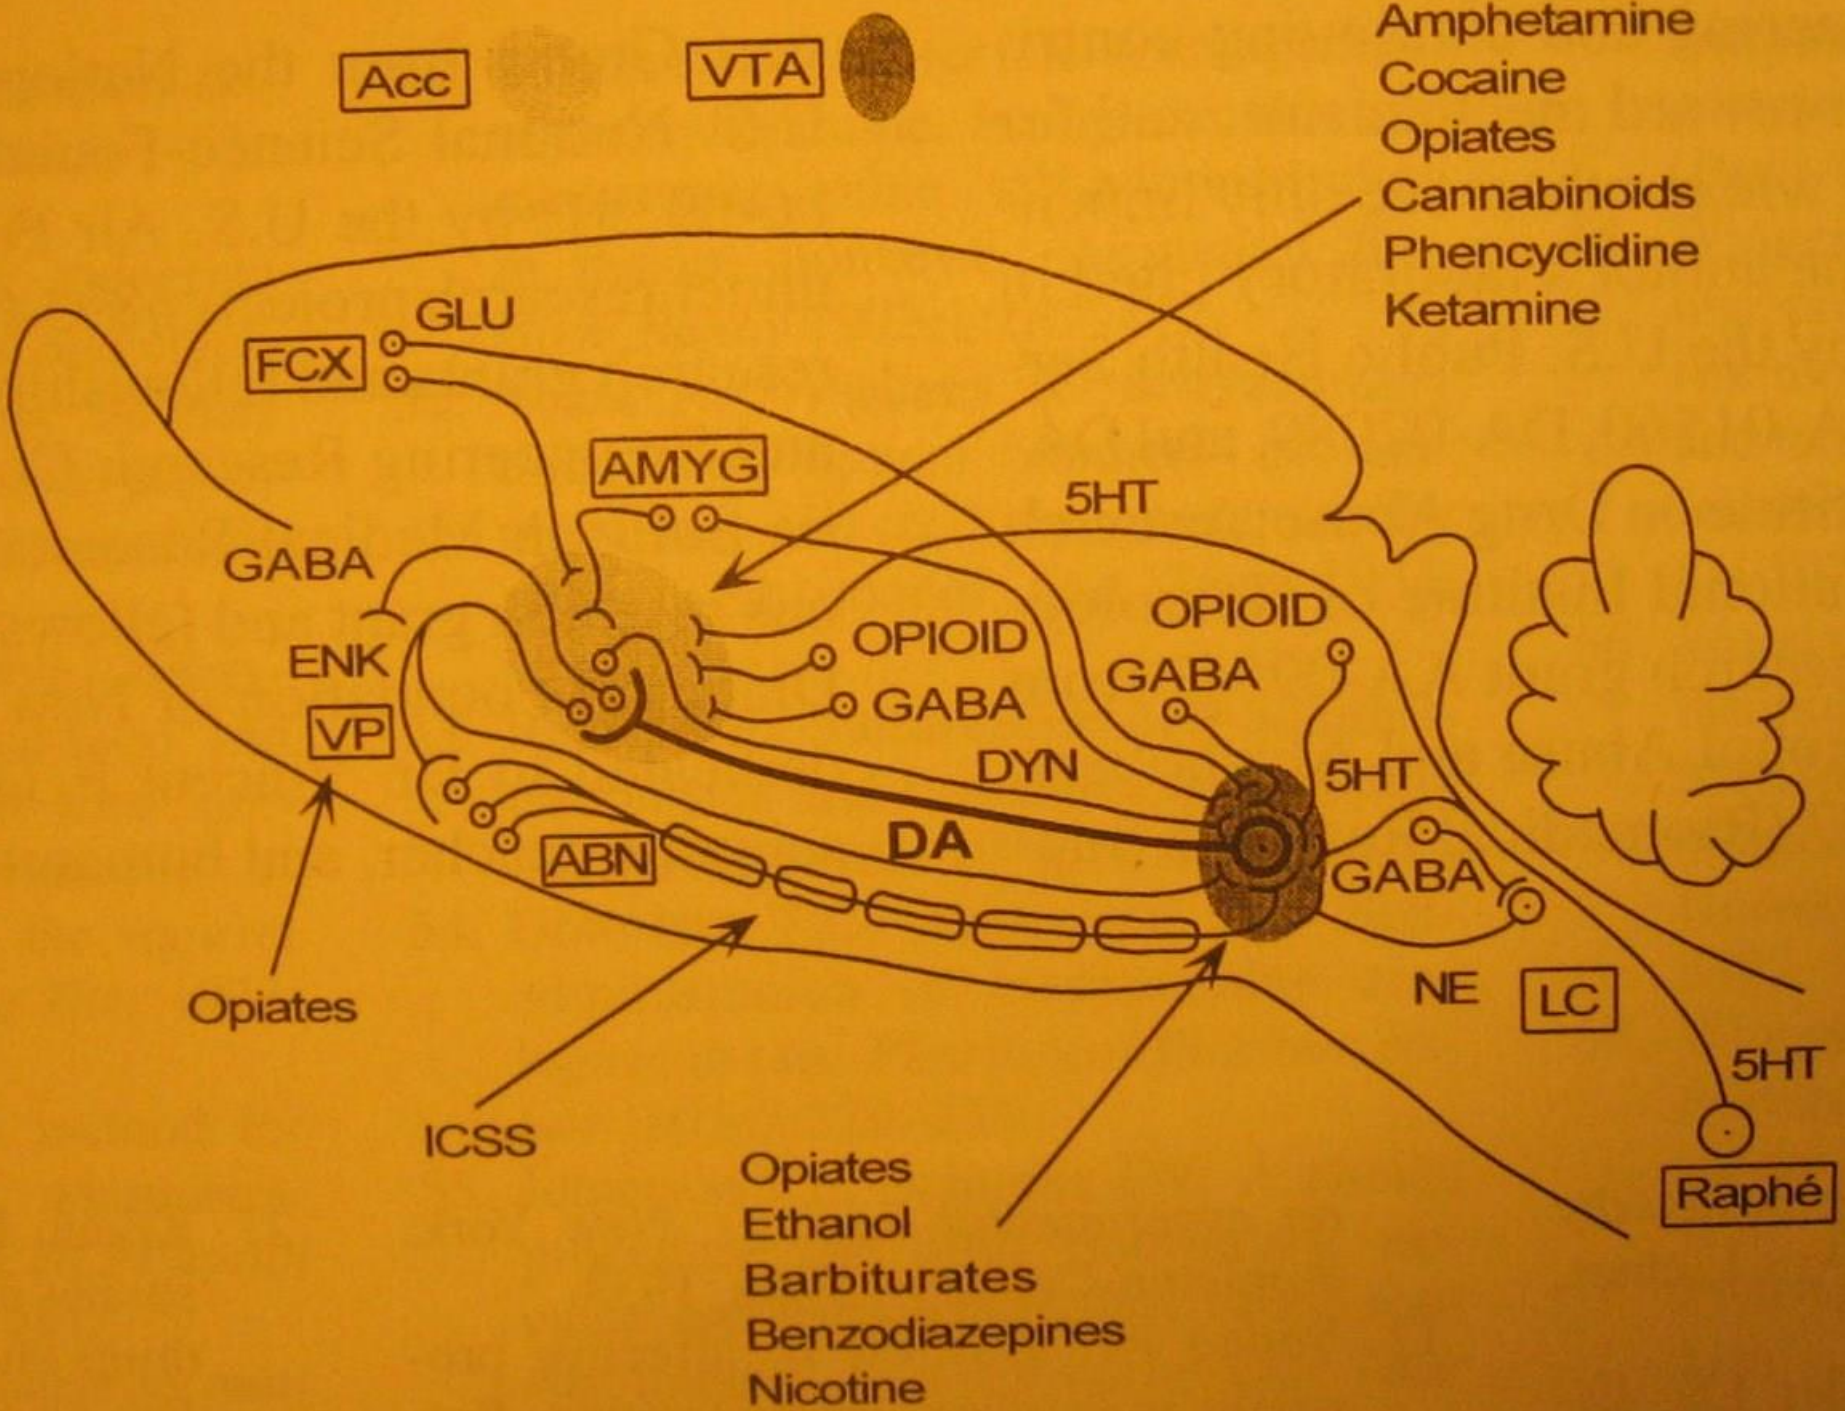 Acc
VTA
Amphetamine
Cocaine
Opiates
Cannabinoids
Phencyclidine
Ketamine
GLU
FCX
AMYG
5HT
GABA
OPIOID
OPIOID
ENK
GABA
GABA
VP
DYN
5HT
DA
ABN
GABA
NE
LC
Opiates
5HT
ICSS
Raphé
Opiates
Ethanol
Barbiturates
Benzodiazepines
Nicotine